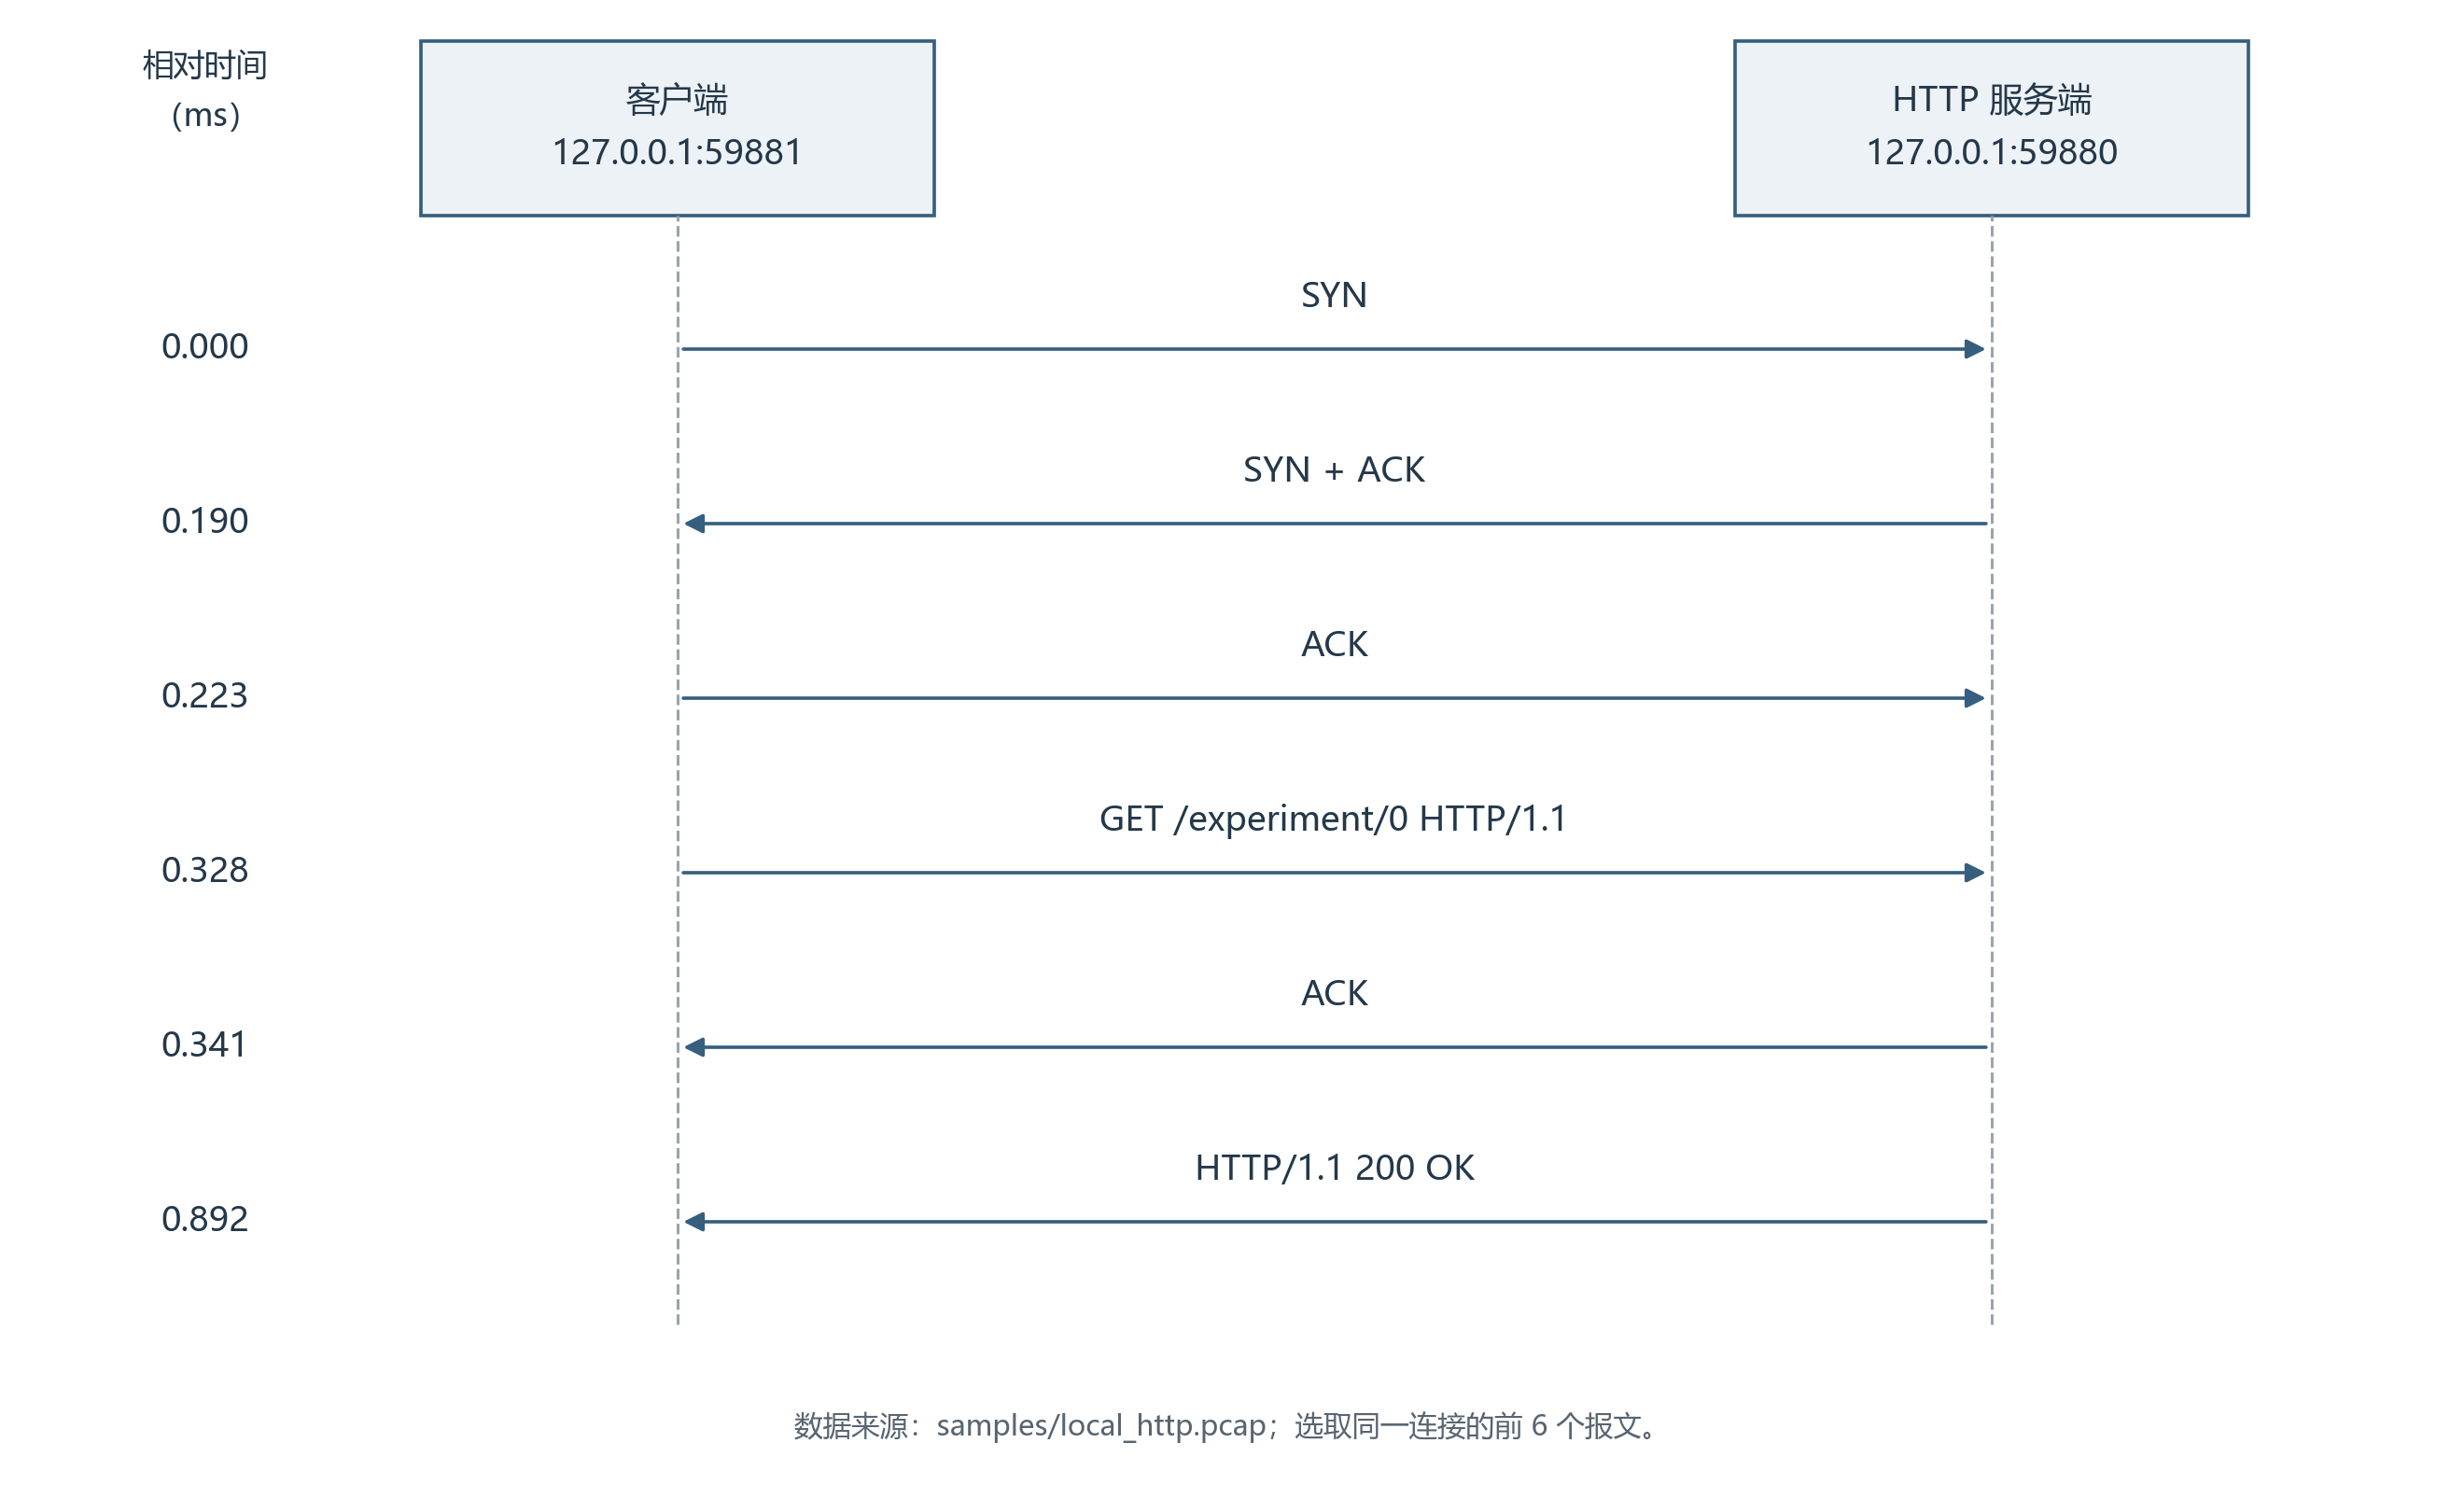 相对时间
（ms）
客户端
127.0.0.1:59881
HTTP 服务端
127.0.0.1:59880
SYN
0.000
SYN + ACK
0.190
ACK
0.223
GET /experiment/0 HTTP/1.1
0.328
ACK
0.341
HTTP/1.1 200 OK
0.892
数据来源：samples/local_http.pcap；选取同一连接的前 6 个报文。